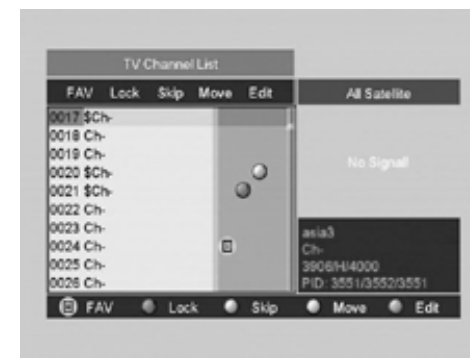 TV Channel List
FAV Lock Skip Move Edit
All Satellite
0017 $Ch-
0018 Ch-
0019 Ch-
0020 $Ch-
0021 $Ch-
0022 Ch-
0023 Ch-
0024 Ch-
0025 Ch-
0026 Ch-
No Signal!
asia3
Ch-
3906/H/4000
PID: 3551/3552/3551
FAV Lock Skip Move Edit